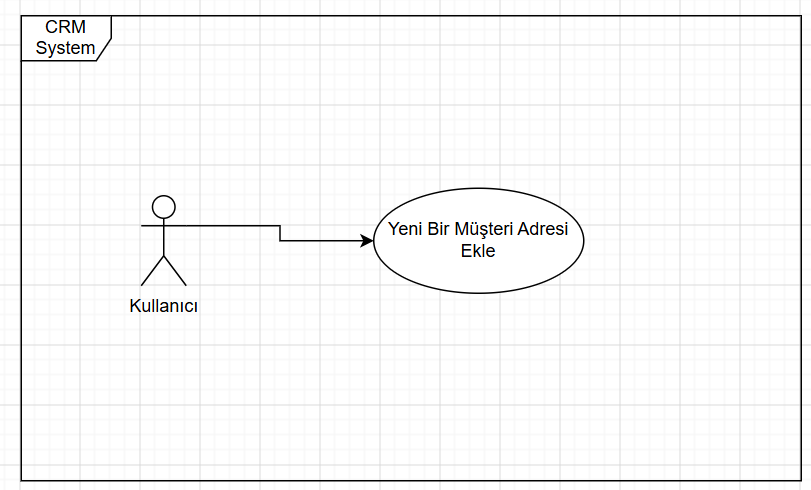 CRM
System
Yeni Bir Müşteri Adresi
Ekle
Kullanıcı